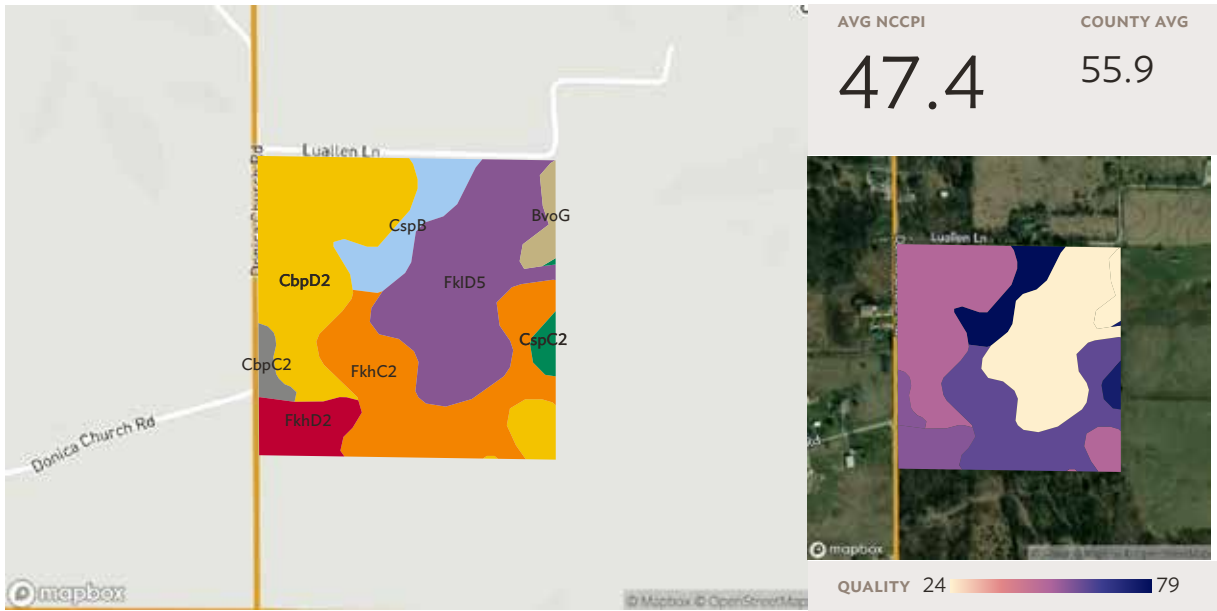 Luallen Ln
Donica Church Rd
BvoG
CspB
CbpD2
FklD5
CspC2
CbpC2
FkhC2
FkhD2
Donica Church Rd
mapbox
© Mapbox © OpenStreetMap
AVG NCCPI
COUNTY AVG
47.4
55.9
Luallen Ln
Rd
mapbox
QUALITY 24 79